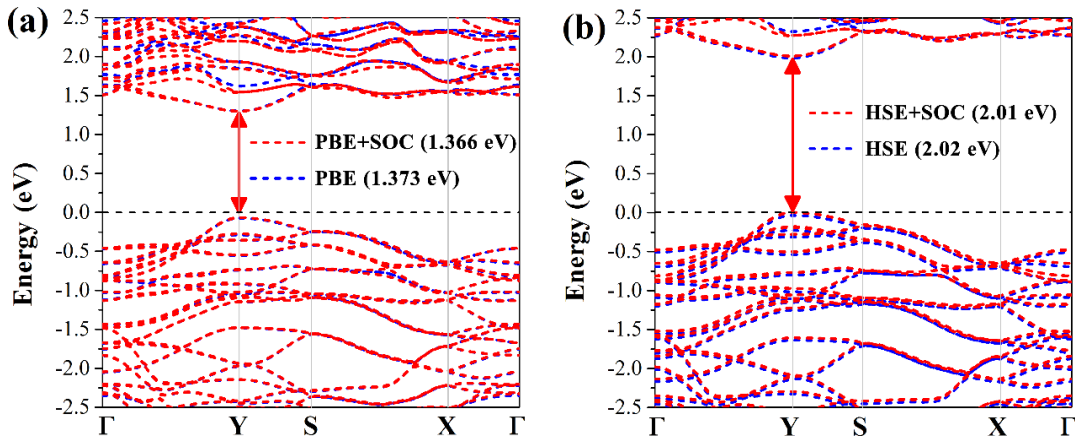 (a)
2.5
2.0
1.5
1.0
0.5
0.0
-0.5
-1.0
-1.5
-2.0
-2.5
Energy (eV)
PBE+SOC (1.366 eV)
PBE (1.373 eV)
Γ Y S X Γ
(b)
2.5
2.0
1.5
1.0
0.5
0.0
-0.5
-1.0
-1.5
-2.0
-2.5
Energy (eV)
HSE+SOC (2.01 eV)
HSE (2.02 eV)
Γ Y S X Γ